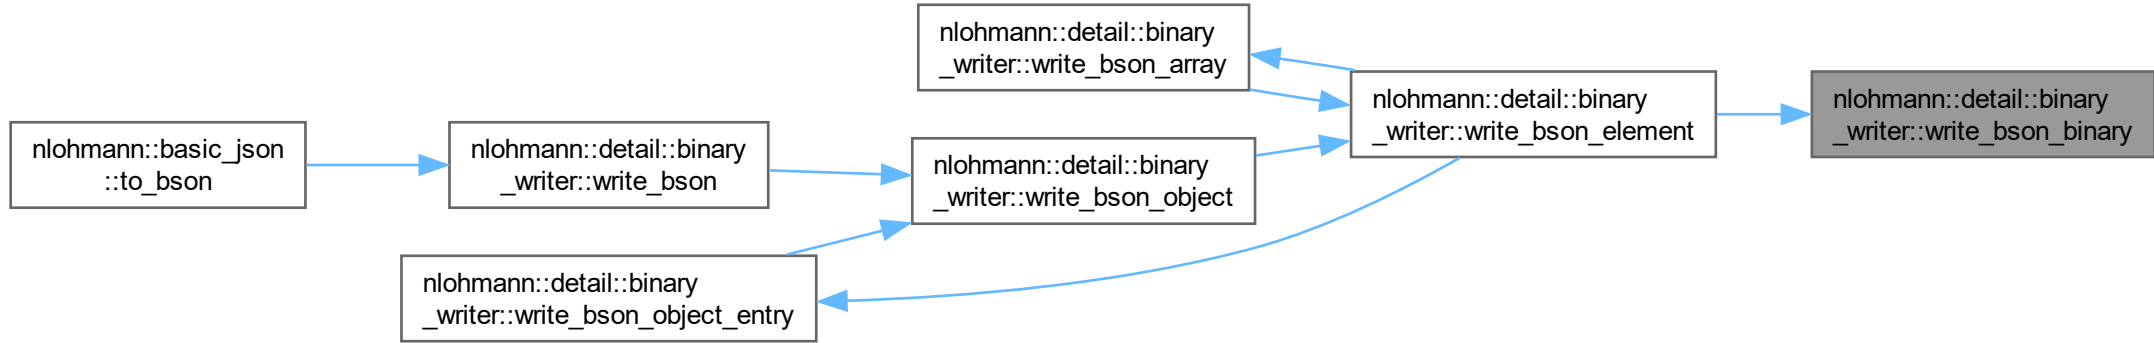 nlohmann::basic_json
::to_bson
nlohmann::detail::binary
_writer::write_bson
nlohmann::detail::binary
_writer::write_bson_array
nlohmann::detail::binary
_writer::write_bson_object
nlohmann::detail::binary
_writer::write_bson_object_entry
nlohmann::detail::binary
_writer::write_bson_element
nlohmann::detail::binary
_writer::write_bson_binary